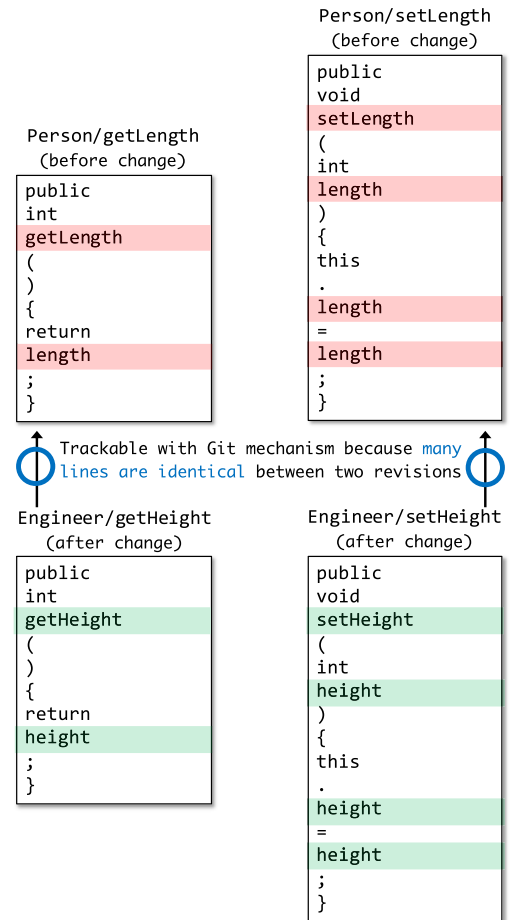 Person/getLength
(before change)
public
int
getLength
(
)
{
return
length
;
}
Person/setLength
(before change)
public
void
setLength
(
int
length
)
{
this
.
length
=
length
;
}
Trackable with Git mechanism because many
lines are identical between two revisions
Engineer/getHeight
(after change)
public
int
getHeight
(
)
{
return
height
;
}
Engineer/setHeight
(after change)
public
void
setHeight
(
int
height
)
{
this
.
height
=
height
;
}